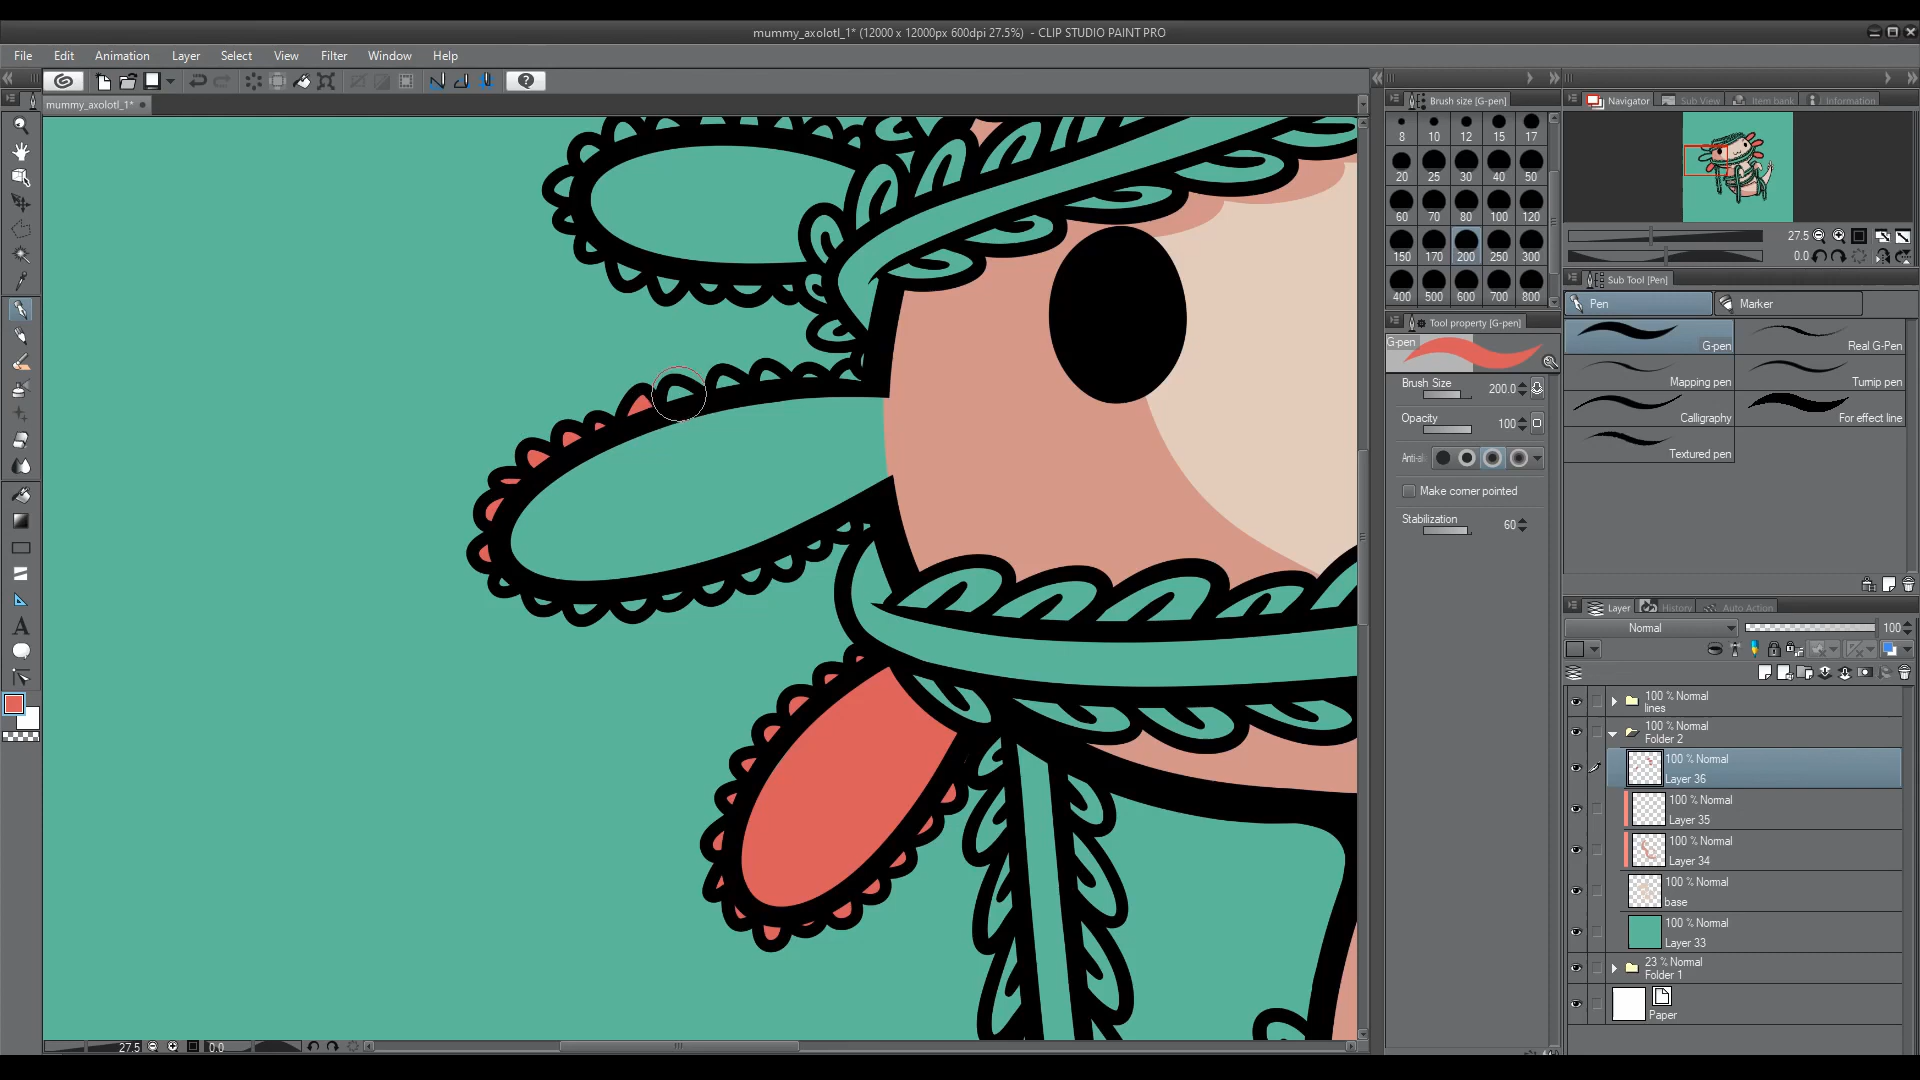 mummy_axolotl_1* (12000 x 12000px 600dpi 27.5%) - CLIP STUDIO PAINT PRO
File Edit Animation Layer Select View Filter Window Help
mummy_axolotl_1*
Brush size [G-pen]
8 10 12 15 17
20 25 30 40 50
60 70 80 100 120
150 170 200 250 300
400 500 600 700 800
Tool property [G-pen]
G-pen
Brush Size 200.0
Opacity 100
Anti-al
Make corner pointed
Stabilization 60
Navigator Sub View Item bank Information
27.5
0.0
Sub Tool [Pen]
Pen Marker
G-pen Real G-Pen
Mapping pen Turnip pen
Calligraphy For effect line
Textured pen
Layer History Auto Action
Normal 100
100 % Normal
lines
100 % Normal
Folder 2
100 % Normal
Layer 36
100 % Normal
Layer 35
100 % Normal
Layer 34
100 % Normal
base
100 % Normal
Layer 33
23 % Normal
Folder 1
Paper
27.5 0.0